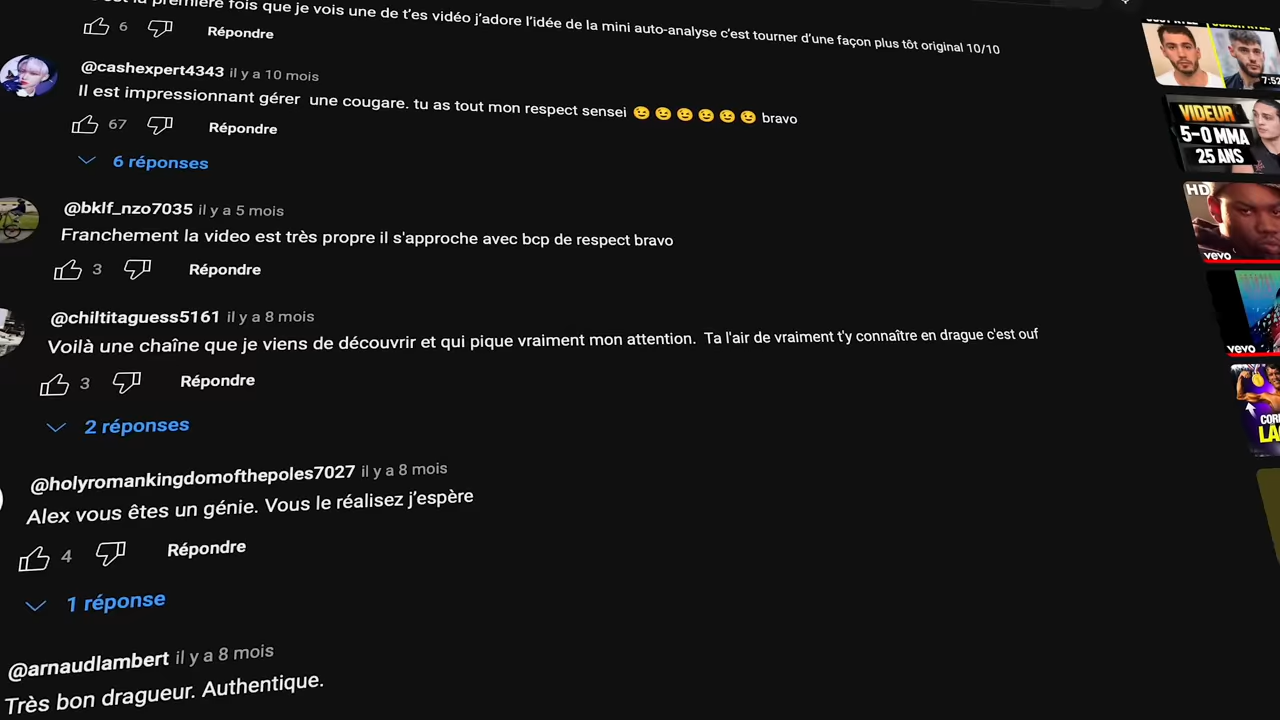 première fois que je vois une de t'es vidéo j'adore l'idée de la mini auto-analyse c'est tourner d'une façon plus tôt original 10/10
6 Répondre
@cashexpert4343 il y a 10 mois
Il est impressionnant gérer une cougare. tu as tout mon respect sensei 😉😉😉😉😉😉 bravo
67 Répondre
6 réponses
@bklf_nzo7035 il y a 5 mois
Franchement la video est très propre il s'approche avec bcp de respect bravo
3 Répondre
@chiltitaguess5161 il y a 8 mois
Voilà une chaîne que je viens de découvrir et qui pique vraiment mon attention. Ta l'air de vraiment t'y connaître en drague c'est ouf
3 Répondre
2 réponses
@holyromankingdomofthepoles7027 il y a 8 mois
Alex vous êtes un génie. Vous le réalisez j'espère
4 Répondre
1 réponse
@arnaudlambert il y a 8 mois
Très bon dragueur. Authentique.
VIDEUR
5-0 MMA
25 ANS
HD
vevo
vevo